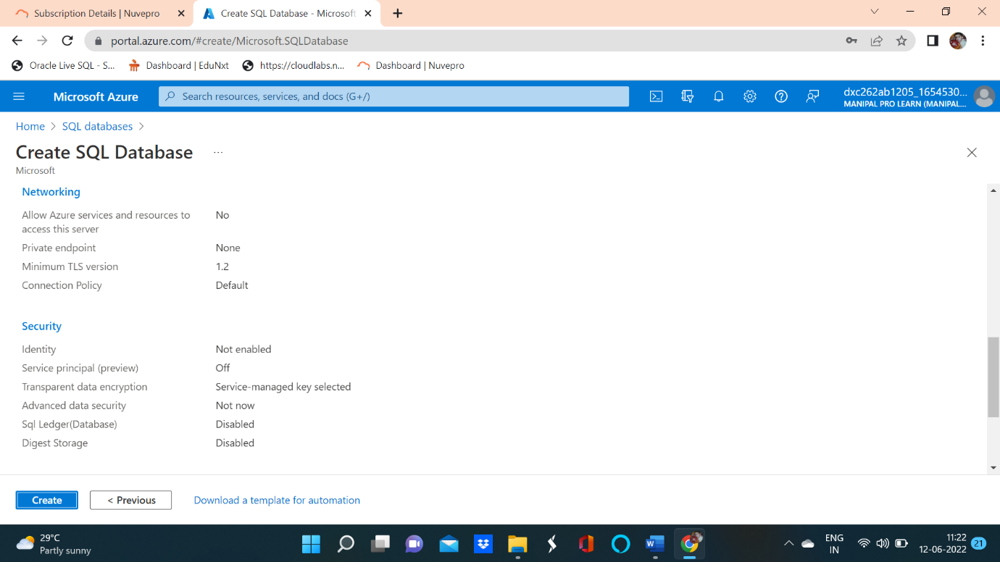 Subscription Details | Nuvepro
Create SQL Database - Microsoft
portal.azure.com/#create/Microsoft.SQLDatabase
Oracle Live SQL - S...
Dashboard | EduNxt
https://cloudlabs.n...
Dashboard | Nuvepro
Microsoft Azure
Search resources, services, and docs (G+/)
dxc262ab1205_1654530...
MANIPAL PRO LEARN (MANIPAL...
Home > SQL databases >
Create SQL Database ...
Microsoft
Networking
Allow Azure services and resources to No
access this server
Private endpoint None
Minimum TLS version 1.2
Connection Policy Default
Security
Identity Not enabled
Service principal (preview) Off
Transparent data encryption Service-managed key selected
Advanced data security Not now
Sql Ledger(Database) Disabled
Digest Storage Disabled
Create
< Previous
Download a template for automation
29°C
Partly sunny
ENG
IN
11:22
12-06-2022
21